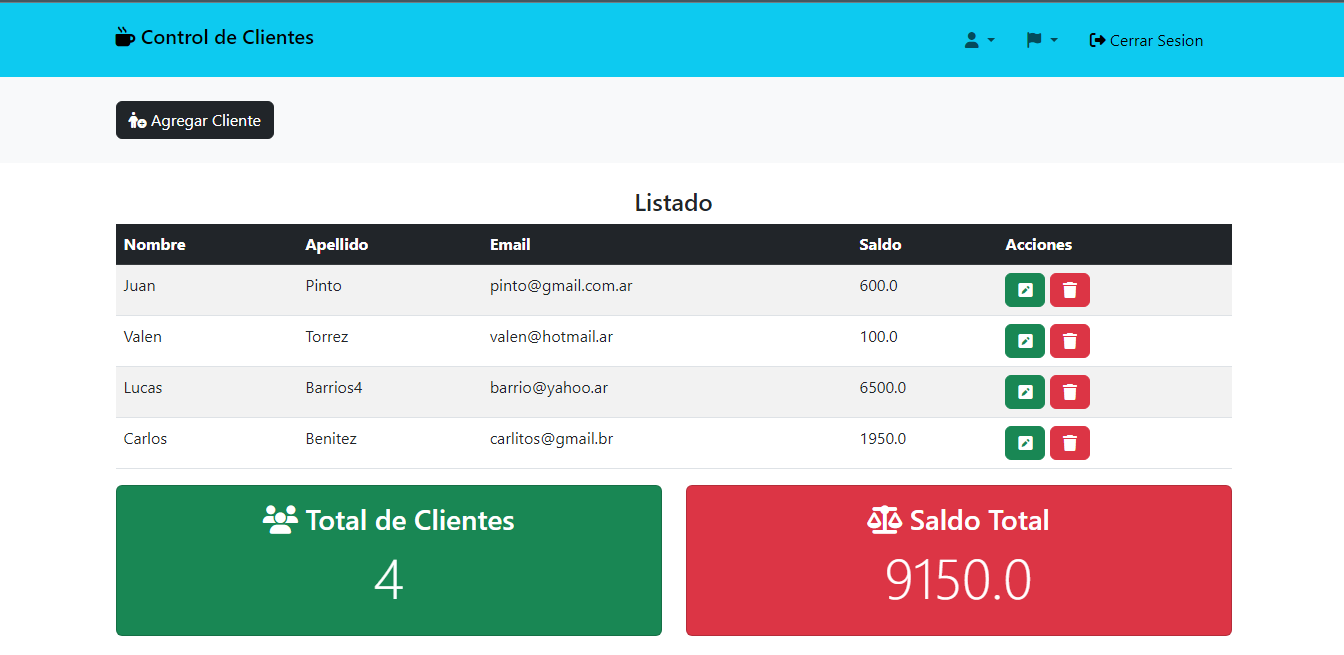 Control de Clientes
Cerrar Sesion
Agregar Cliente
Listado
Nombre Apellido Email Saldo Acciones
Juan Pinto pinto@gmail.com.ar 600.0
Valen Torrez valen@hotmail.ar 100.0
Lucas Barrios4 barrio@yahoo.ar 6500.0
Carlos Benitez carlitos@gmail.br 1950.0
Total de Clientes
4
Saldo Total
9150.0